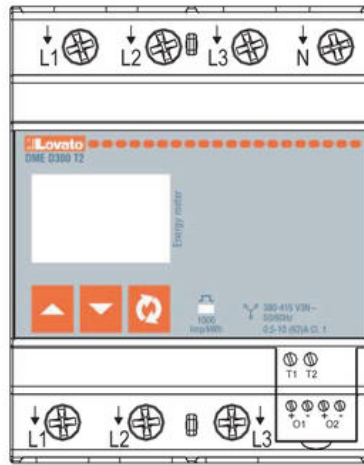 L1 L2 L3 N
Lovato
DME D300 T2
Energy meter
1000
imp/kWh
380-415 V3N~
50/60Hz
0.5-10 (63)A Cl. 1
T1 T2
+ - + -
O1 O2
L1 L2 L3